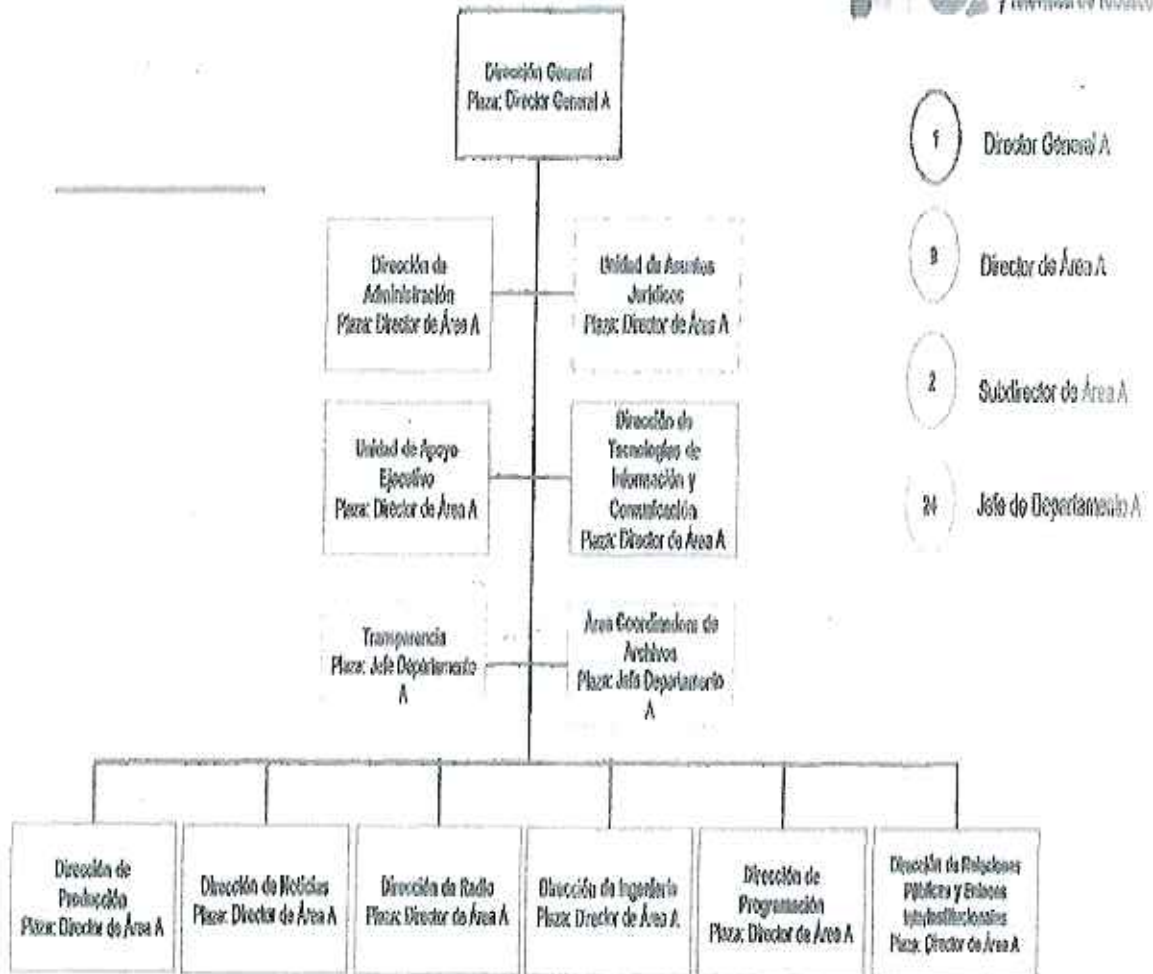 y Televisión de Tabasco
Dirección General
Plaza: Director General A
1
Director General A
Dirección de
Administración
Plaza: Director de Área A
Unidad de Asuntos
Jurídicos
Plaza: Director de Área A
Director de Área A
Unidad de Apoyo
Ejecutivo
Plaza: Director de Área A
Dirección de
Tecnologías de
Información y
Comunicación
Plaza: Director de Área A
2
Subdirector de Área A
24
Jefe de Departamento A
Transparencia
Plaza: Jefe Departamento
A
Área Coordinadora de
Archivos
Plaza: Jefe Departamento
A
Dirección de
Producción
Plaza: Director de Área A
Dirección de Noticias
Plaza: Director de Área A
Dirección de Radio
Plaza: Director de Área A
Dirección de Ingeniería
Plaza: Director de Área A
Dirección de
Programación
Plaza: Director de Área A
Dirección de Relaciones
Públicas y Enlaces
Interinstitucionales
Plaza: Director de Área A